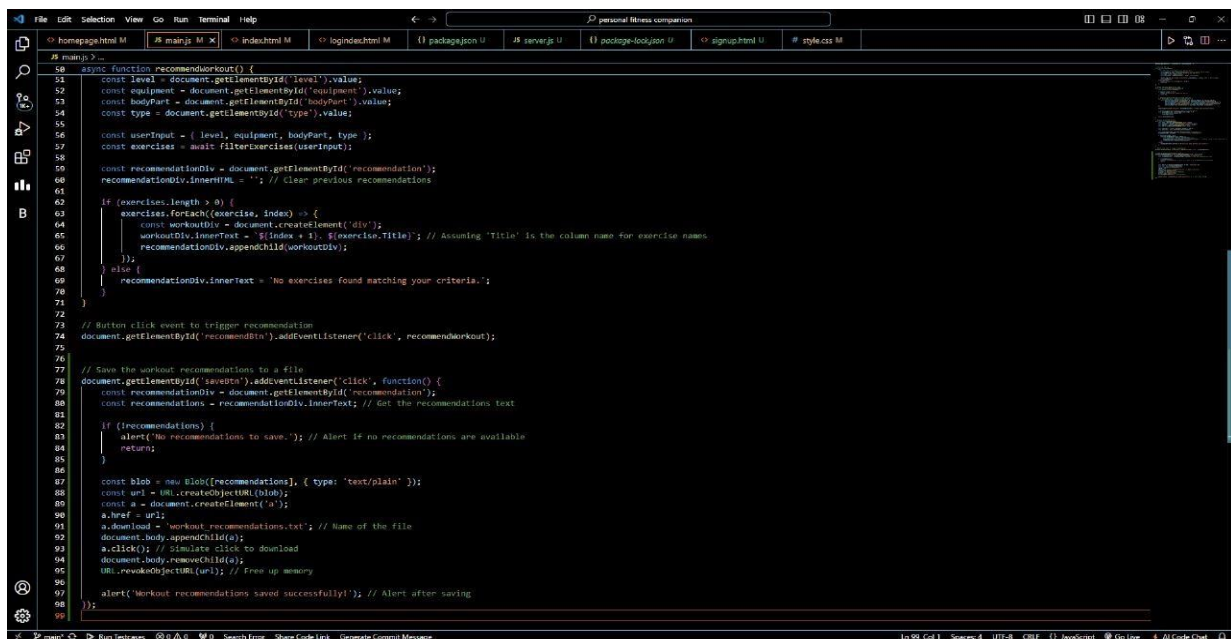 File Edit Selection View Go Run Terminal Help
personal fitness companion
homepage.html M JS main.js M × index.html M logindex.html M {} package.json U JS server.js U {} package-lock.json U signup.html U # style.css M
JS main.js > ...
50 async function recommendWorkout() {
51 const level = document.getElementById('level').value;
52 const equipment = document.getElementById('equipment').value;
53 const bodyPart = document.getElementById('bodyPart').value;
54 const type = document.getElementById('type').value;
55
56 const userInput = { level, equipment, bodyPart, type };
57 const exercises = await filterExercises(userInput);
58
59 const recommendationDiv = document.getElementById('recommendation');
60 recommendationDiv.innerHTML = ''; // Clear previous recommendations
61
62 if (exercises.length > 0) {
63 exercises.forEach((exercise, index) => {
64 const workoutDiv = document.createElement('div');
65 workoutDiv.innerText = `${index + 1}. ${exercise.Title}`; // Assuming 'Title' is the column name for exercise names
66 recommendationDiv.appendChild(workoutDiv);
67 });
68 } else {
69 recommendationDiv.innerText = 'No exercises found matching your criteria.';
70 }
71 }
72
73 // Button click event to trigger recommendation
74 document.getElementById('recommendBtn').addEventListener('click', recommendWorkout);
75
76
77 // Save the workout recommendations to a file
78 document.getElementById('saveBtn').addEventListener('click', function() {
79 const recommendationDiv = document.getElementById('recommendation');
80 const recommendations = recommendationDiv.innerText; // Get the recommendations text
81
82 if (!recommendations) {
83 alert('No recommendations to save.'); // Alert if no recommendations are available
84 return;
85 }
86
87 const blob = new Blob([recommendations], { type: 'text/plain' });
88 const url = URL.createObjectURL(blob);
89 const a = document.createElement('a');
90 a.href = url;
91 a.download = 'workout_recommendations.txt'; // Name of the file
92 document.body.appendChild(a);
93 a.click(); // Simulate click to download
94 document.body.removeChild(a);
95 URL.revokeObjectURL(url); // Free up memory
96
97 alert('Workout recommendations saved successfully!'); // Alert after saving
98 });
99
B
main* Run Testcases 0 0 0 Search Error Share Code Link Generate Commit Message Ln 99, Col 1 Spaces: 4 UTF-8 CRLF {} JavaScript Go Live AI Code Chat